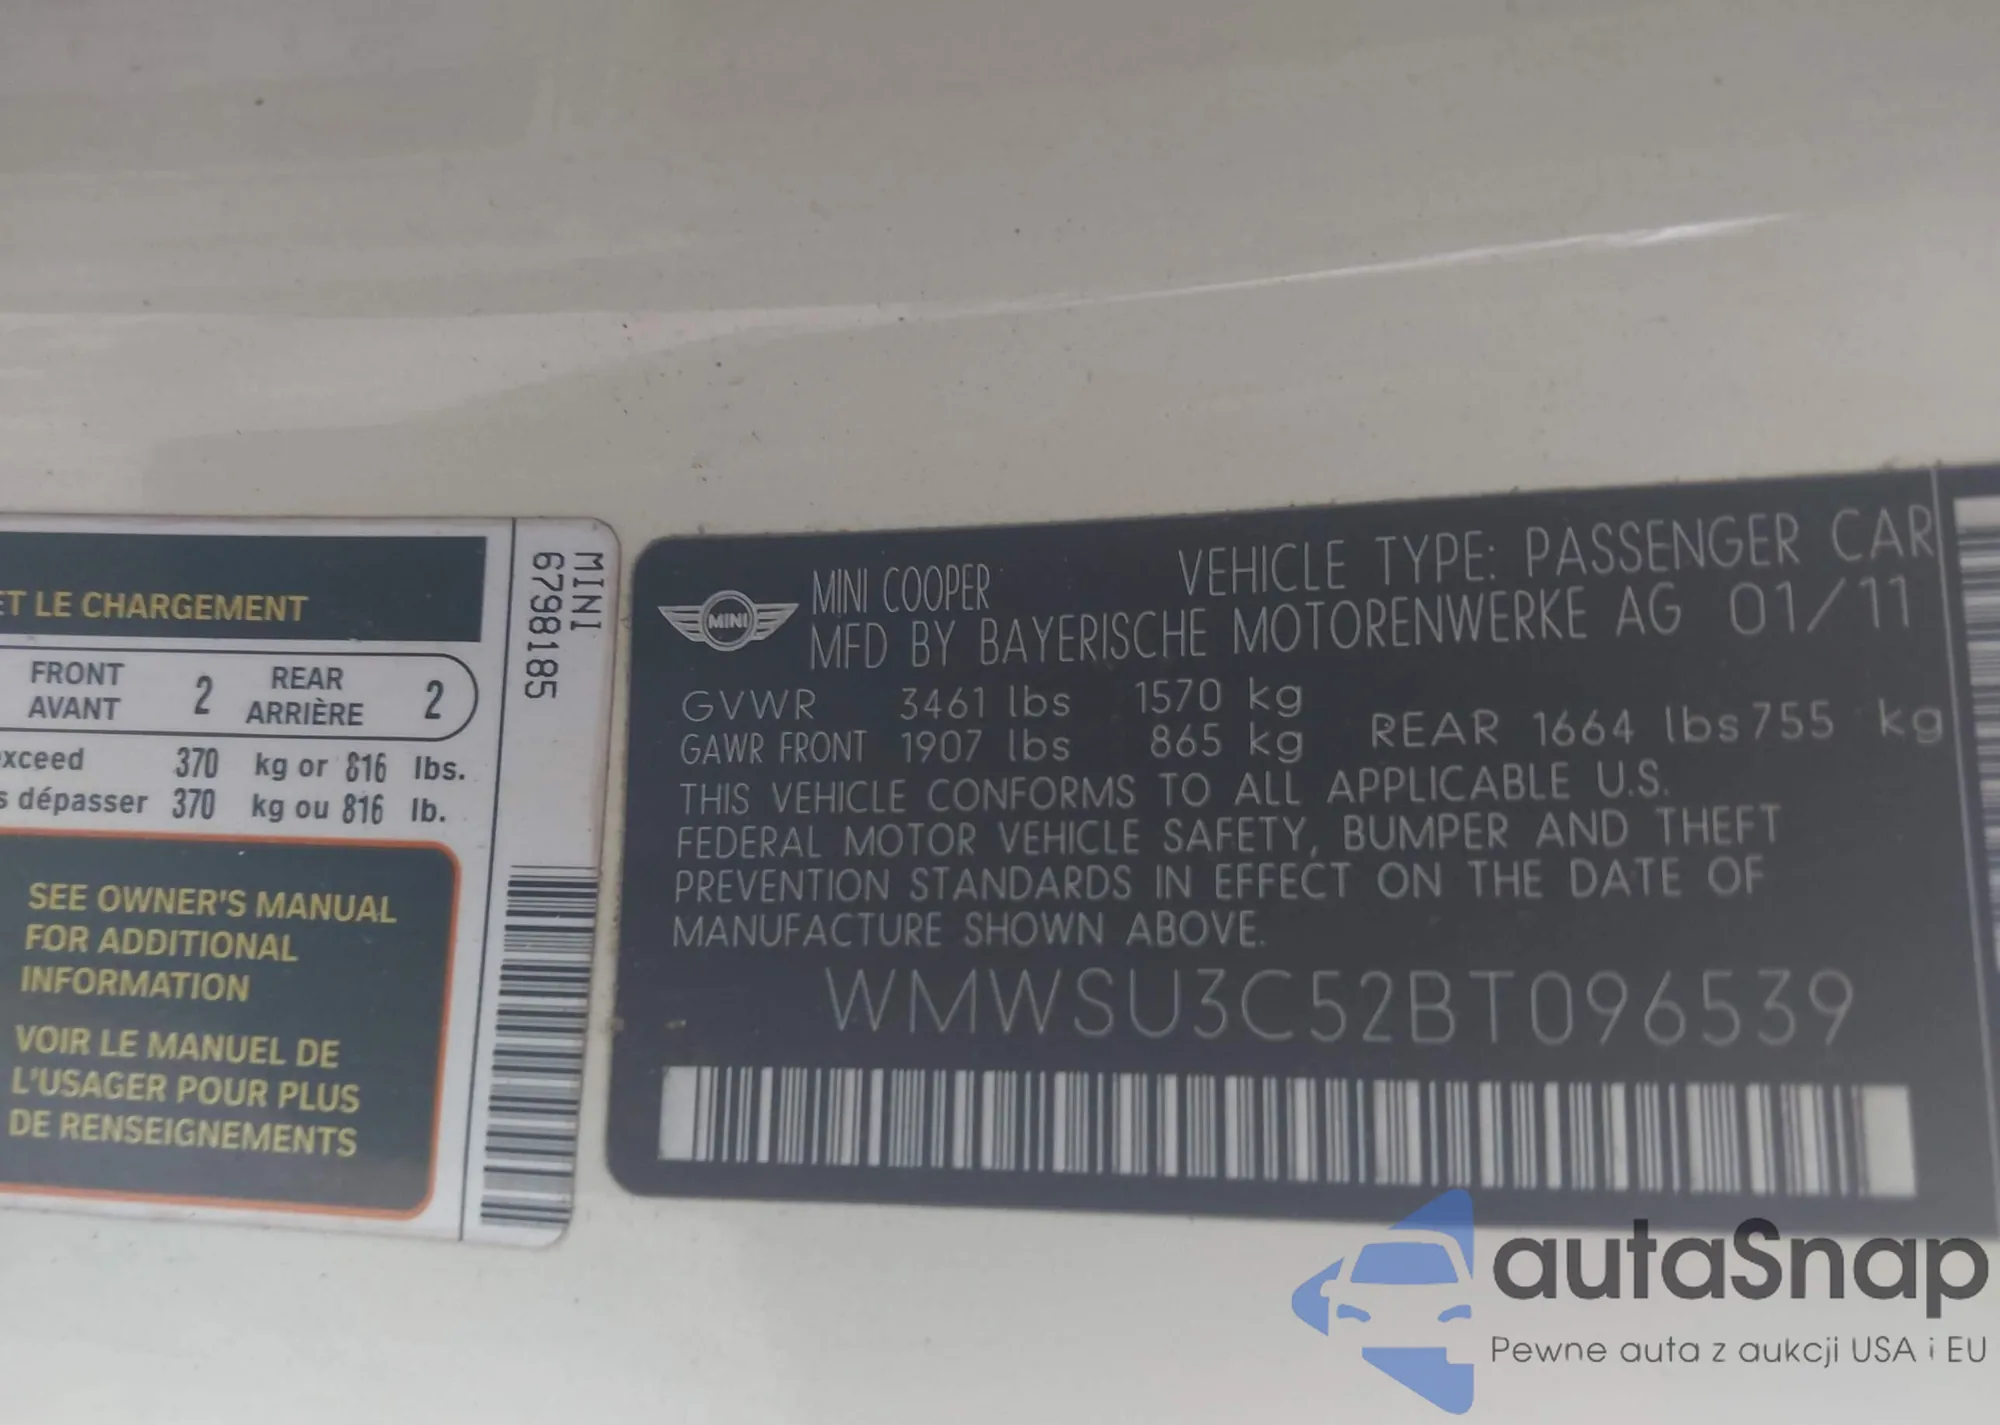 ET LE CHARGEMENT
FRONT 2 REAR 2
AVANT ARRIÈRE
xceed 370 kg or 816 lbs.
s dépasser 370 kg ou 816 lb.
SEE OWNER'S MANUAL
FOR ADDITIONAL
INFORMATION
VOIR LE MANUEL DE
L'USAGER POUR PLUS
DE RENSEIGNEMENTS
MINI
6798185
MINI
MINI COOPER VEHICLE TYPE: PASSENGER CAR
MFD BY BAYERISCHE MOTORENWERKE AG 01/11
GVWR 3461 lbs 1570 kg
GAWR FRONT 1907 lbs 865 kg REAR 1664 lbs 755 kg
THIS VEHICLE CONFORMS TO ALL APPLICABLE U.S.
FEDERAL MOTOR VEHICLE SAFETY, BUMPER AND THEFT
PREVENTION STANDARDS IN EFFECT ON THE DATE OF
MANUFACTURE SHOWN ABOVE.
WMWSU3C52BT096539
autaSnap
Pewne auta z aukcji USA i EU